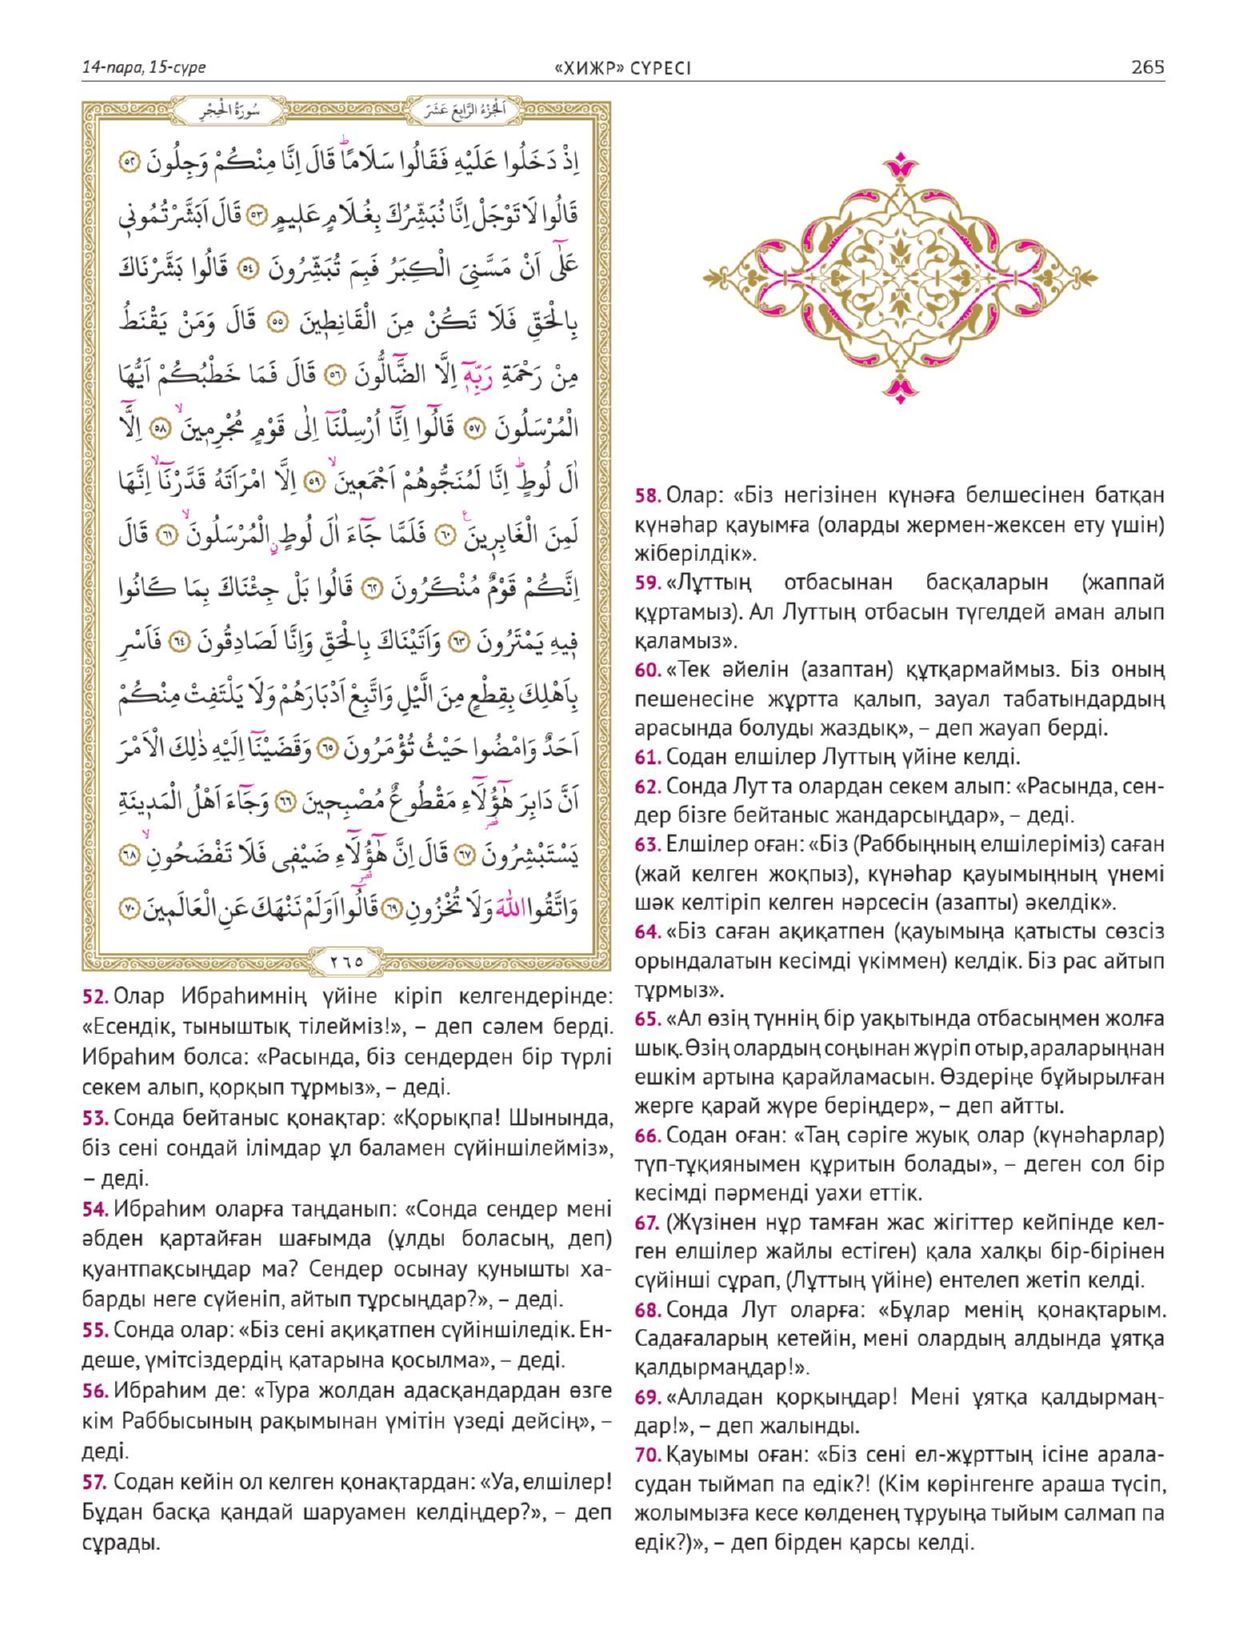 14-пара, 15-сүре
«ХИЖР» СҮРЕСІ
265
سُورَةُ الْحِجْرِ
اَلْجُزْءُ الرَّابِعَ عَشَرَ
اِذْ دَخَلُوا عَلَيْهِ فَقَالُوا سَلَامًاۜ قَالَ اِنَّا مِنْكُمْ وَجِلُونَ ﴿٥٢﴾
قَالُوا لَا تَوْجَلْ اِنَّا نُبَشِّرُكَ بِغُلَامٍ عَلِيمٍ ﴿٥٣﴾ قَالَ اَبَشَّرْتُمُونِي
عَلٰٓى اَنْ مَسَّنِيَ الْكِبَرُ فَبِمَ تُبَشِّرُونَ ﴿٥٤﴾ قَالُوا بَشَّرْنَاكَ
بِالْحَقِّ فَلَا تَكُنْ مِنَ الْقَانِطِينَ ﴿٥٥﴾ قَالَ وَمَنْ يَقْنَطُ
مِنْ رَحْمَةِ رَبِّهٓ اِلَّا الضَّٓالُّونَ ﴿٥٦﴾ قَالَ فَمَا خَطْبُكُمْ اَيُّهَا
الْمُرْسَلُونَ ﴿٥٧﴾ قَالُٓوا اِنَّٓا اُرْسِلْنَٓا اِلٰى قَوْمٍ مُجْرِمِينَۙ ﴿٥٨﴾ اِلَّٓا
اٰلَ لُوطٍۜ اِنَّا لَمُنَجُّوهُمْ اَجْمَعِينَۙ ﴿٥٩﴾ اِلَّا امْرَاَتَهُ قَدَّرْنَٓاۙ اِنَّهَا
لَمِنَ الْغَابِرِينَ۟ ﴿٦٠﴾ فَلَمَّا جَٓاءَ اٰلَ لُوطٍ الْمُرْسَلُونَۙ ﴿٦١﴾ قَالَ
اِنَّكُمْ قَوْمٌ مُنْكَرُونَ ﴿٦٢﴾ قَالُوا بَلْ جِئْنَاكَ بِمَا كَانُوا
فِيهِ يَمْتَرُونَ ﴿٦٣﴾ وَاَتَيْنَاكَ بِالْحَقِّ وَاِنَّا لَصَادِقُونَ ﴿٦٤﴾ فَاَسْرِ
بِاَهْلِكَ بِقِطْعٍ مِنَ الَّيْلِ وَاتَّبِعْ اَدْبَارَهُمْ وَلَا يَلْتَفِتْ مِنْكُمْ
اَحَدٌ وَامْضُوا حَيْثُ تُؤْمَرُونَ ﴿٦٥﴾ وَقَضَيْنَٓا اِلَيْهِ ذٰلِكَ الْاَمْرَ
اَنَّ دَابِرَ هٰٓؤُ۬لَٓاءِ مَقْطُوعٌ مُصْبِحِينَ ﴿٦٦﴾ وَجَٓاءَ اَهْلُ الْمَدِينَةِ
يَسْتَبْشِرُونَ ﴿٦٧﴾ قَالَ اِنَّ هٰٓؤُ۬لَٓاءِ ضَيْفِي فَلَا تَفْضَحُونِۙ ﴿٦٨﴾
وَاتَّقُوا اللّٰهَ وَلَا تُخْزُونِ ﴿٦٩﴾ قَالُٓوا اَوَلَمْ نَنْهَكَ عَنِ الْعَالَمِينَ ﴿٧٠﴾
٢٦٥
52. Олар Ибраһимнің үйіне кіріп келгендерінде:
«Есендік, тыныштық тілейміз!», – деп сәлем берді.
Ибраһим болса: «Расында, біз сендерден бір түрлі
секем алып, қорқып тұрмыз», – деді.
53. Сонда бейтаныс қонақтар: «Қорықпа! Шынында,
біз сені сондай ілімдар ұл баламен сүйіншілейміз»,
– деді.
54. Ибраһим оларға таңданып: «Сонда сендер мені
әбден қартайған шағымда (ұлды боласың, деп)
қуантпақсыңдар ма? Сендер осынау қунышты ха-
барды неге сүйеніп, айтып тұрсыңдар?», – деді.
55. Сонда олар: «Біз сені ақиқатпен сүйіншіледік. Ен-
деше, үмітсіздердің қатарына қосылма», – деді.
56. Ибраһим де: «Тура жолдан адасқандардан өзге
кім Раббысының рақымынан үмітін үзеді дейсің», –
деді.
57. Содан кейін ол келген қонақтардан: «Уа, елшілер!
Бұдан басқа қандай шаруамен келдіңдер?», – деп
сұрады.
58. Олар: «Біз негізінен күнәға белшесінен батқан
күнәһар қауымға (оларды жермен-жексен ету үшін)
жіберілдік».
59. «Лұттың отбасынан басқаларын (жаппай
құртамыз). Ал Луттың отбасын түгелдей аман алып
қаламыз».
60. «Тек әйелін (азаптан) құтқармаймыз. Біз оның
пешенесіне жұртта қалып, зауал табатындардың
арасында болуды жаздық», – деп жауап берді.
61. Содан елшілер Луттың үйіне келді.
62. Сонда Лут та олардан секем алып: «Расында, сен-
дер бізге бейтаныс жандарсыңдар», – деді.
63. Елшілер оған: «Біз (Раббыңның елшілеріміз) саған
(жай келген жоқпыз), күнәһар қауымыңның үнемі
шәк келтіріп келген нәрсесін (азапты) әкелдік».
64. «Біз саған ақиқатпен (қауымыңа қатысты сөзсіз
орындалатын кесімді үкіммен) келдік. Біз рас айтып
тұрмыз».
65. «Ал өзің түннің бір уақытында отбасыңмен жолға
шық. Өзің олардың соңынан жүріп отыр, араларыңнан
ешкім артына қарайламасын. Өздеріңе бұйырылған
жерге қарай жүре беріңдер», – деп айтты.
66. Содан оған: «Таң сәріге жуық олар (күнәһарлар)
түп-тұқиянымен құритын болады», – деген сол бір
кесімді пәрменді уахи еттік.
67. (Жүзінен нұр тамған жас жігіттер кейпінде кел-
ген елшілер жайлы естіген) қала халқы бір-бірінен
сүйінші сұрап, (Лұттың үйіне) ентелеп жетіп келді.
68. Сонда Лут оларға: «Бұлар менің қонақтарым.
Садағаларың кетейін, мені олардың алдында ұятқа
қалдырмаңдар!».
69. «Алладан қорқыңдар! Мені ұятқа қалдырмаң-
дар!», – деп жалынды.
70. Қауымы оған: «Біз сені ел-жұрттың ісіне арала-
судан тыймап па едік?! (Кім көрінгенге араша түсіп,
жолымызға кесе көлденең тұруыңа тыйым салмап па
едік?)», – деп бірден қарсы келді.